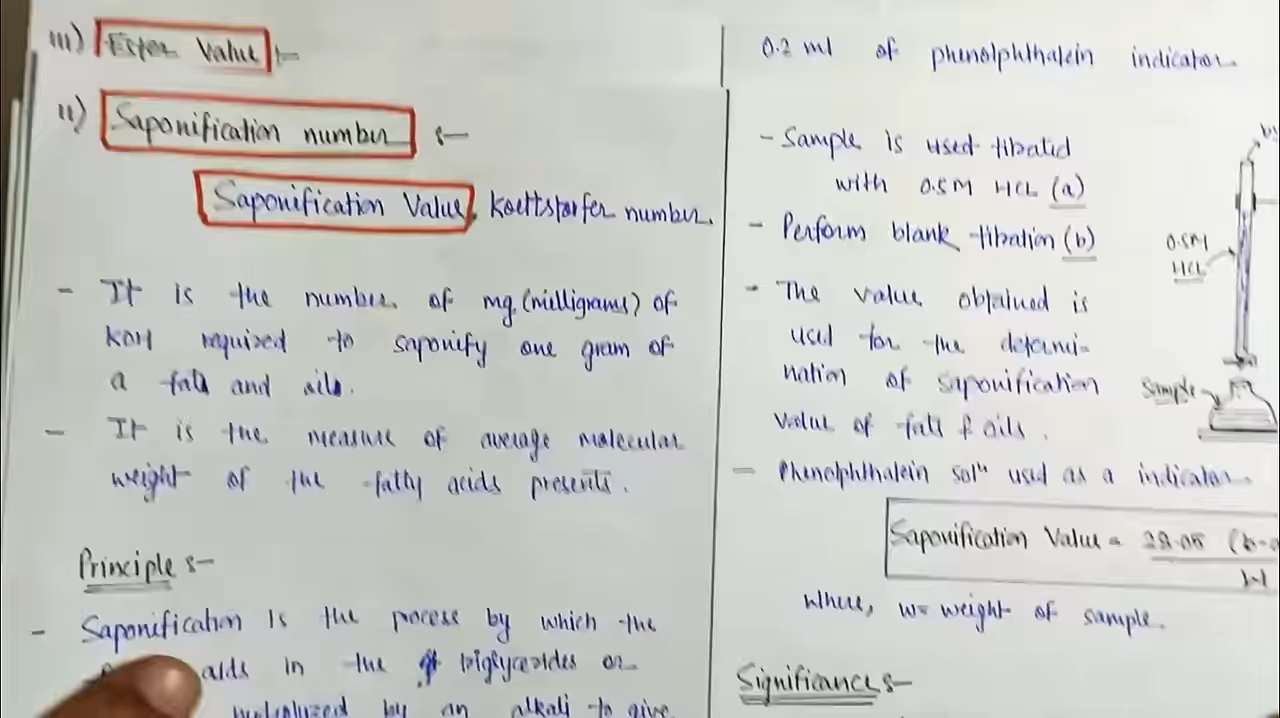 iii) Ester Value :-
ii) Saponification number :-
Saponification Value, Koettstorfer number.
- It is the number of mg (milligrams) of
KOH required to saponify one gram of
a fats and oils.
- It is the measure of average molecular
weight of the fatty acids presents.
Principle :-
- Saponification is the process by which the
in the triglycerides or
by an alkali to give
0.2 ml of phenolphthalein indicator
- Sample is used titrated
with 0.5M HCL (a)
- Perform blank titration (b)
- The value obtained is
used for the determi-
nation of saponification
value of fats & oils.
- Phenolphthalein solⁿ used as a indicator.
Saponification Value = 28.05 (b-a
W
Where, w = weight of sample.
Significances :-
0.5M
HCL
Sample